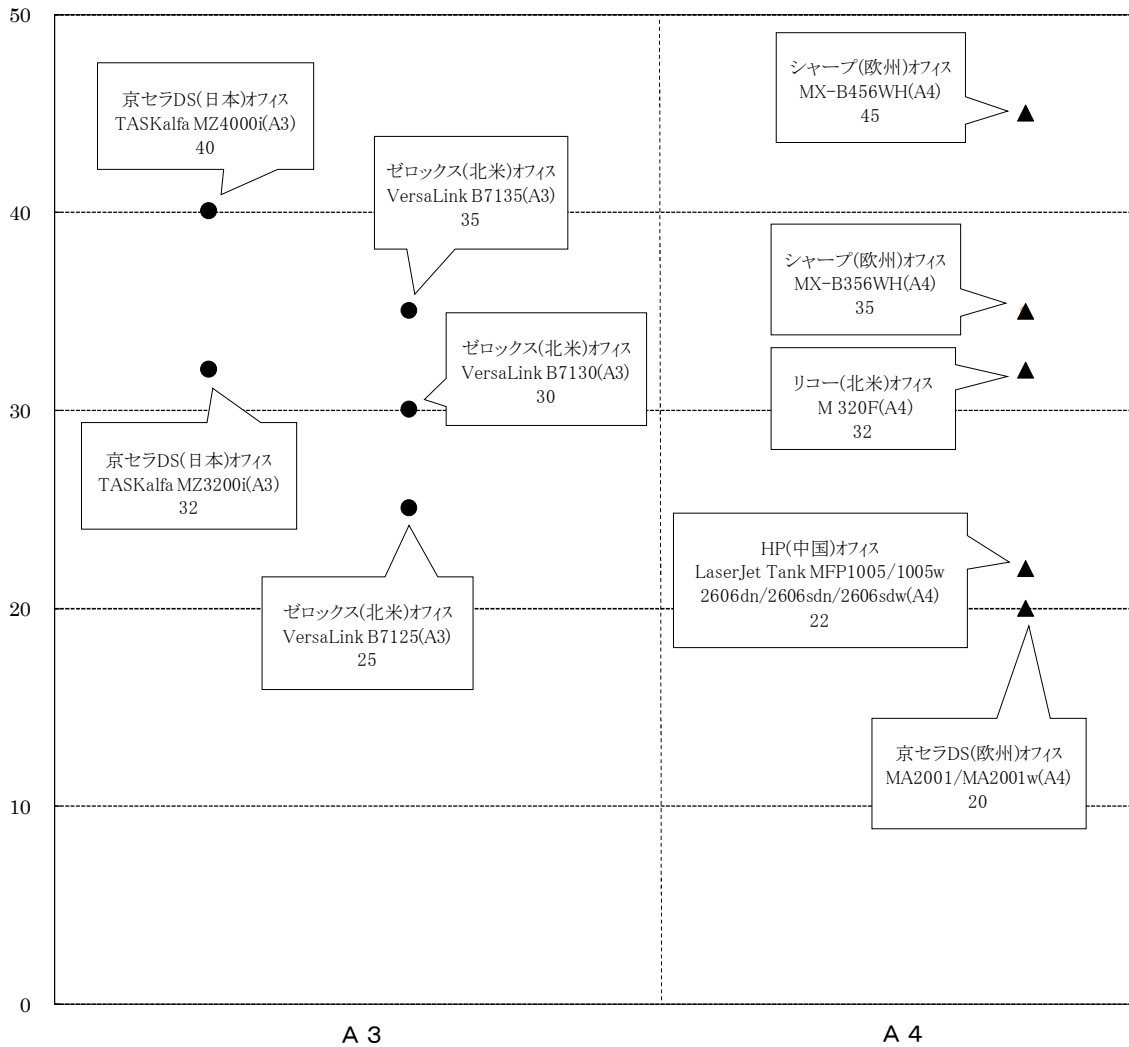 50
40
30
20
10
0
京セラDS(日本)オフィス
TASKalfa MZ4000i(A3)
40
ゼロックス(北米)オフィス
VersaLink B7135(A3)
35
ゼロックス(北米)オフィス
VersaLink B7130(A3)
30
京セラDS(日本)オフィス
TASKalfa MZ3200i(A3)
32
ゼロックス(北米)オフィス
VersaLink B7125(A3)
25
シャープ(欧州)オフィス
MX-B456WH(A4)
45
シャープ(欧州)オフィス
MX-B356WH(A4)
35
リコー(北米)オフィス
M 320F(A4)
32
HP(中国)オフィス
LaserJet Tank MFP1005/1005w
2606dn/2606sdn/2606sdw(A4)
22
京セラDS(欧州)オフィス
MA2001/MA2001w(A4)
20
A 3
A 4